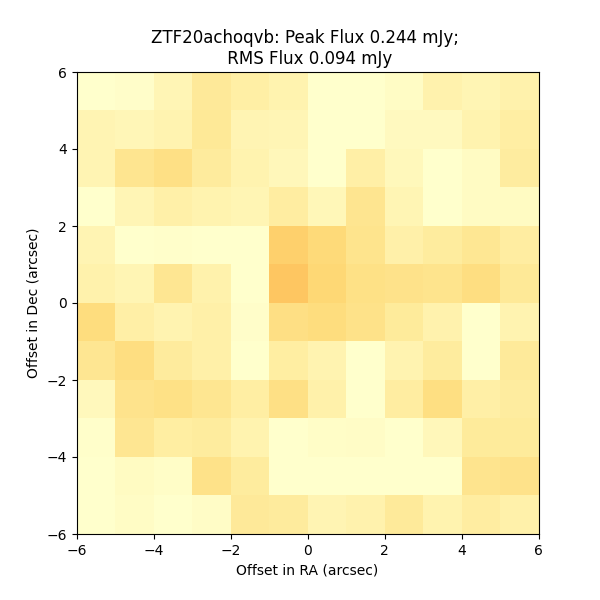 ZTF20achoqvb: Peak Flux 0.244 mJy;
RMS Flux 0.094 mJy
6
4
2
0
−2
−4
−6
Offset in Dec (arcsec)
−6 −4 −2 0 2 4 6
Offset in RA (arcsec)